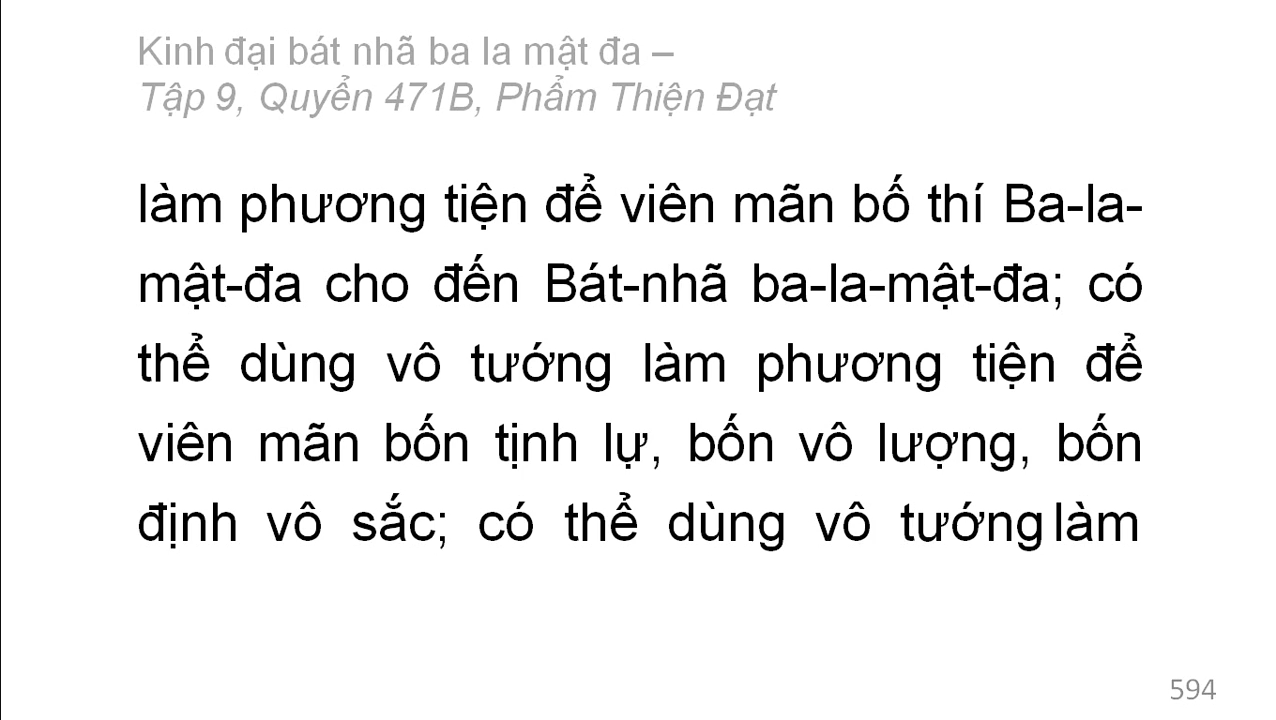 Kinh đại bát nhã ba la mật đa –
Tập 9, Quyển 471B, Phẩm Thiện Đạt
làm phương tiện để viên mãn bố thí Ba-la-
mật-đa cho đến Bát-nhã ba-la-mật-đa; có
thể dùng vô tướng làm phương tiện để
viên mãn bốn tịnh lự, bốn vô lượng, bốn
định vô sắc; có thể dùng vô tướng làm
594